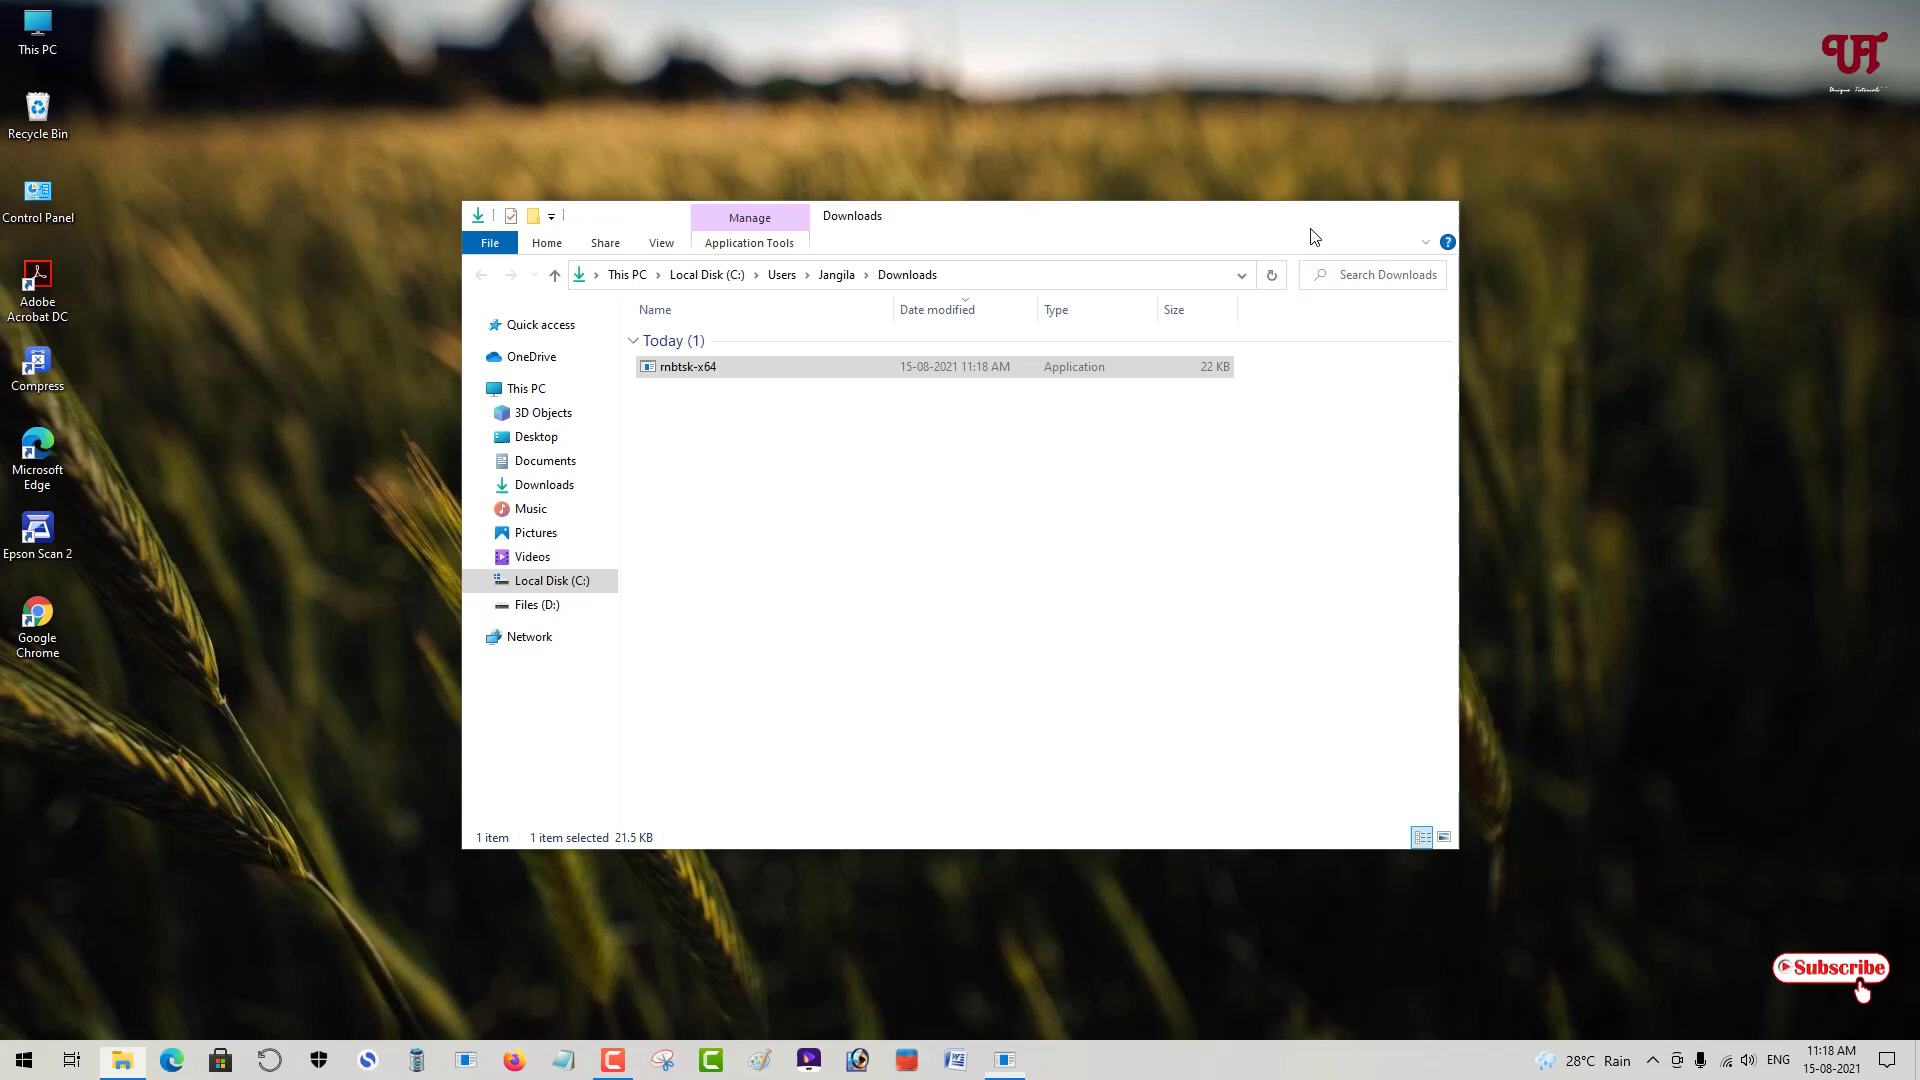 This PC
Recycle Bin
Control Panel
Adobe
Acrobat DC
Compress
Microsoft
Edge
Epson Scan 2
Google
Chrome
UT
Unique Tutorials
Manage
Downloads
File
Home
Share
View
Application Tools
This PC > Local Disk (C:) > Users > Jangila > Downloads
Search Downloads
Name
Date modified
Type
Size
Quick access
OneDrive
This PC
3D Objects
Desktop
Documents
Downloads
Music
Pictures
Videos
Local Disk (C:)
Files (D:)
Network
Today (1)
rnbtsk-x64 15-08-2021 11:18 AM Application 22 KB
1 item 1 item selected 21.5 KB
Subscribe
28°C Rain
ENG
11:18 AM
15-08-2021